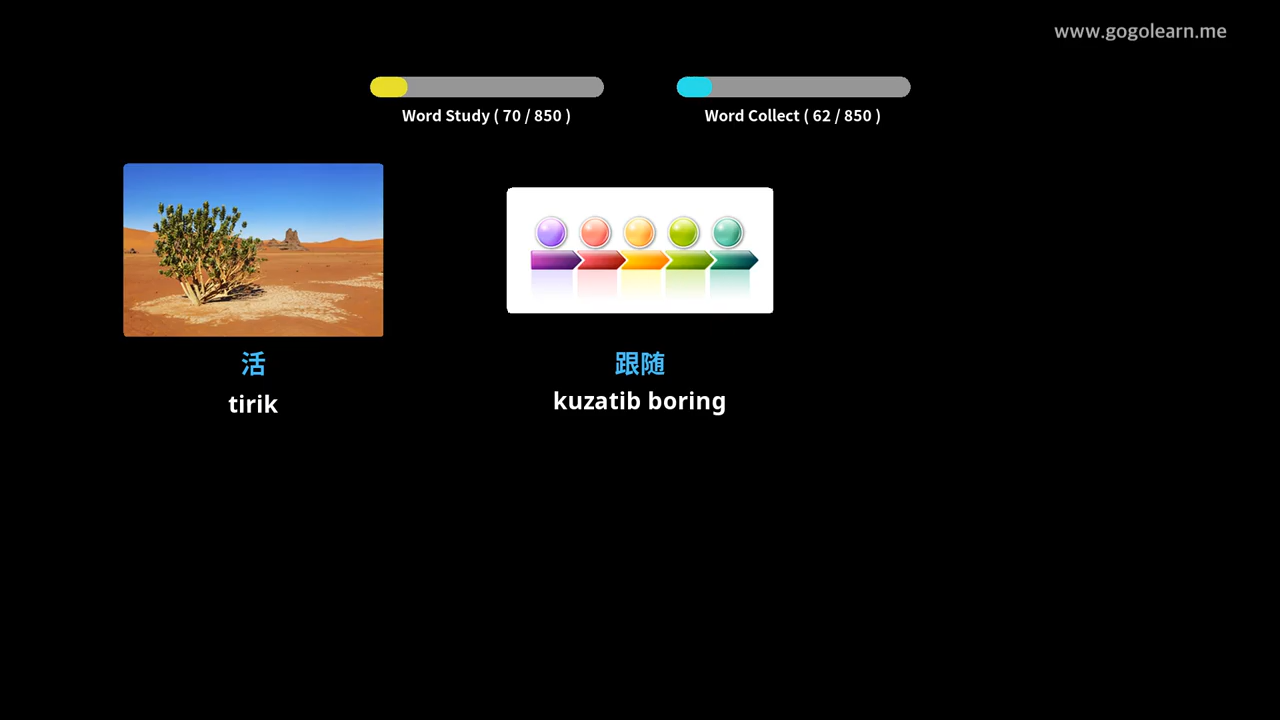 www.gogolearn.me
Word Study ( 70 / 850 )
Word Collect ( 62 / 850 )
活
tirik
跟随
kuzatib boring